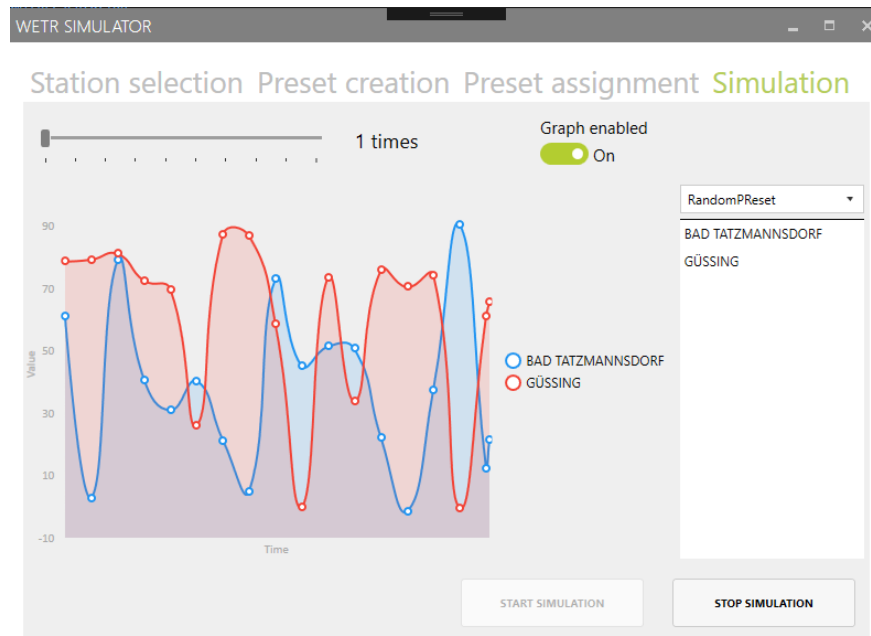 WETR SIMULATOR
Station selection Preset creation Preset assignment Simulation
1 times
Graph enabled
On
RandomPReset
BAD TATZMANNSDORF
GÜSSING
90
70
50
30
10
-10
Value
Time
BAD TATZMANNSDORF
GÜSSING
START SIMULATION
STOP SIMULATION